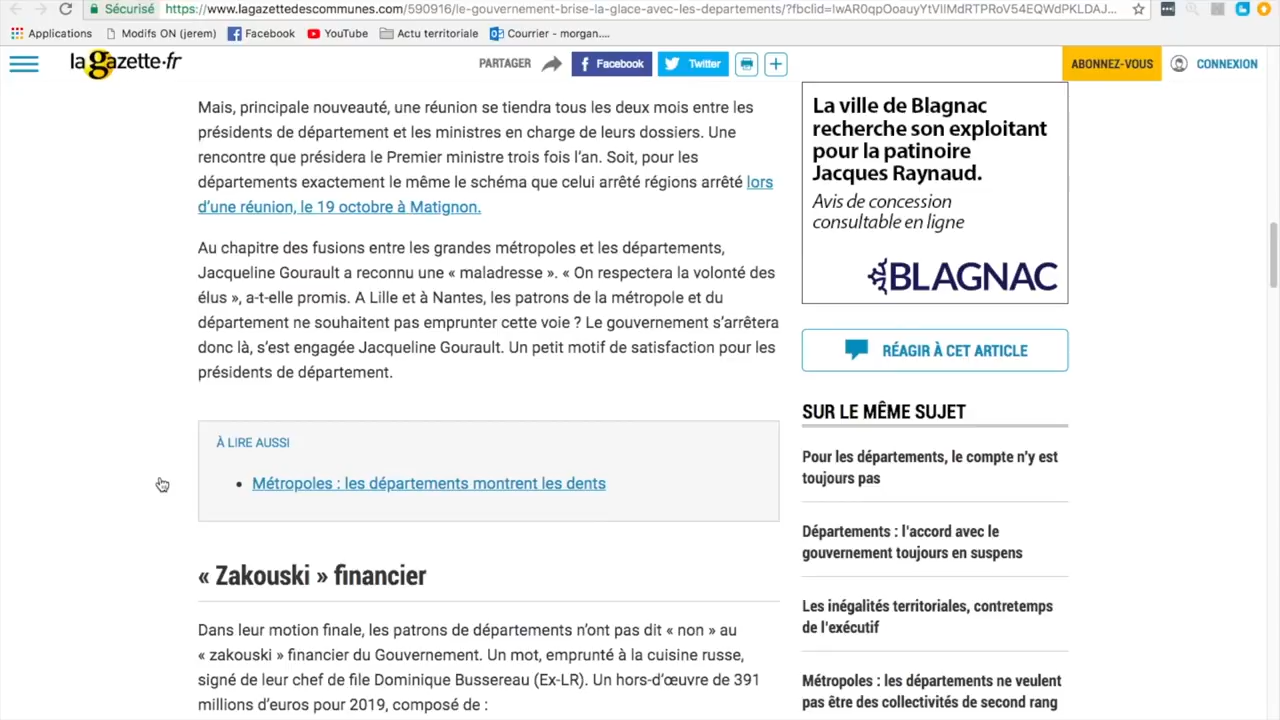 Sécurisé https://www.lagazettedescommunes.com/590916/le-gouvernement-brise-la-glace-avec-les-departements/?fbclid=
Applications Modifs ON (jerem) Facebook YouTube Actu territoriale Courrier - morgan....
la gazette·fr PARTAGER Facebook Twitter ABONNEZ-VOUS CONNEXION
Mais, principale nouveauté, une réunion se tiendra tous les deux mois entre les
présidents de département et les ministres en charge de leurs dossiers. Une
rencontre que présidera le Premier ministre trois fois l'an. Soit, pour les
départements exactement le même le schéma que celui arrêté régions arrêté lors
d'une réunion, le 19 octobre à Matignon.
Au chapitre des fusions entre les grandes métropoles et les départements,
Jacqueline Gourault a reconnu une « maladresse ». « On respectera la volonté des
élus », a-t-elle promis. A Lille et à Nantes, les patrons de la métropole et du
département ne souhaitent pas emprunter cette voie ? Le gouvernement s'arrêtera
donc là, s'est engagée Jacqueline Gourault. Un petit motif de satisfaction pour les
présidents de département.
À LIRE AUSSI
• Métropoles : les départements montrent les dents
« Zakouski » financier
Dans leur motion finale, les patrons de départements n'ont pas dit « non » au
« zakouski » financier du Gouvernement. Un mot, emprunté à la cuisine russe,
signé de leur chef de file Dominique Bussereau (Ex-LR). Un hors-d'œuvre de 391
millions d'euros pour 2019, composé de :
La ville de Blagnac
recherche son exploitant
pour la patinoire
Jacques Raynaud.
Avis de concession
consultable en ligne
BLAGNAC
RÉAGIR À CET ARTICLE
SUR LE MÊME SUJET
Pour les départements, le compte n'y est
toujours pas
Départements : l'accord avec le
gouvernement toujours en suspens
Les inégalités territoriales, contretemps
de l'exécutif
Métropoles : les départements ne veulent
pas être des collectivités de second rang